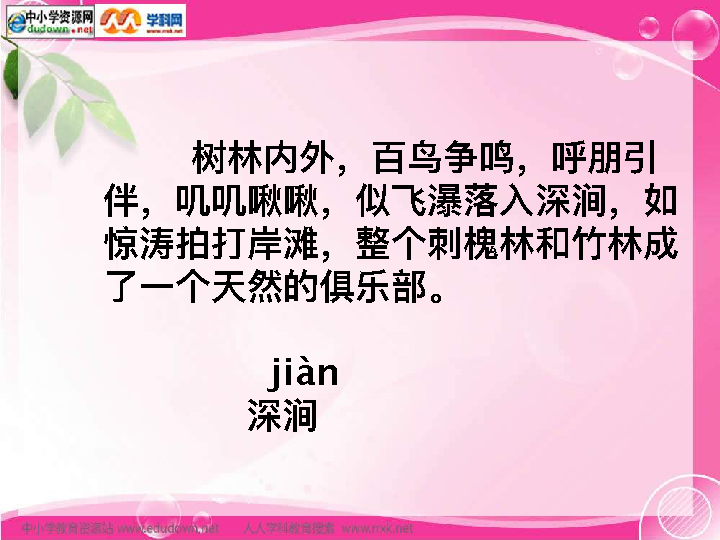 中小学资源网
dudown.net
学科网
www.nxk.net
树林内外，百鸟争鸣，呼朋引
伴，叽叽啾啾，似飞瀑落入深涧，如
惊涛拍打岸滩，整个刺槐林和竹林成
了一个天然的俱乐部。
jiàn
深涧
中小学教育资源站 www.edudown.net 人人学科教育搜索 www.rrxk.net